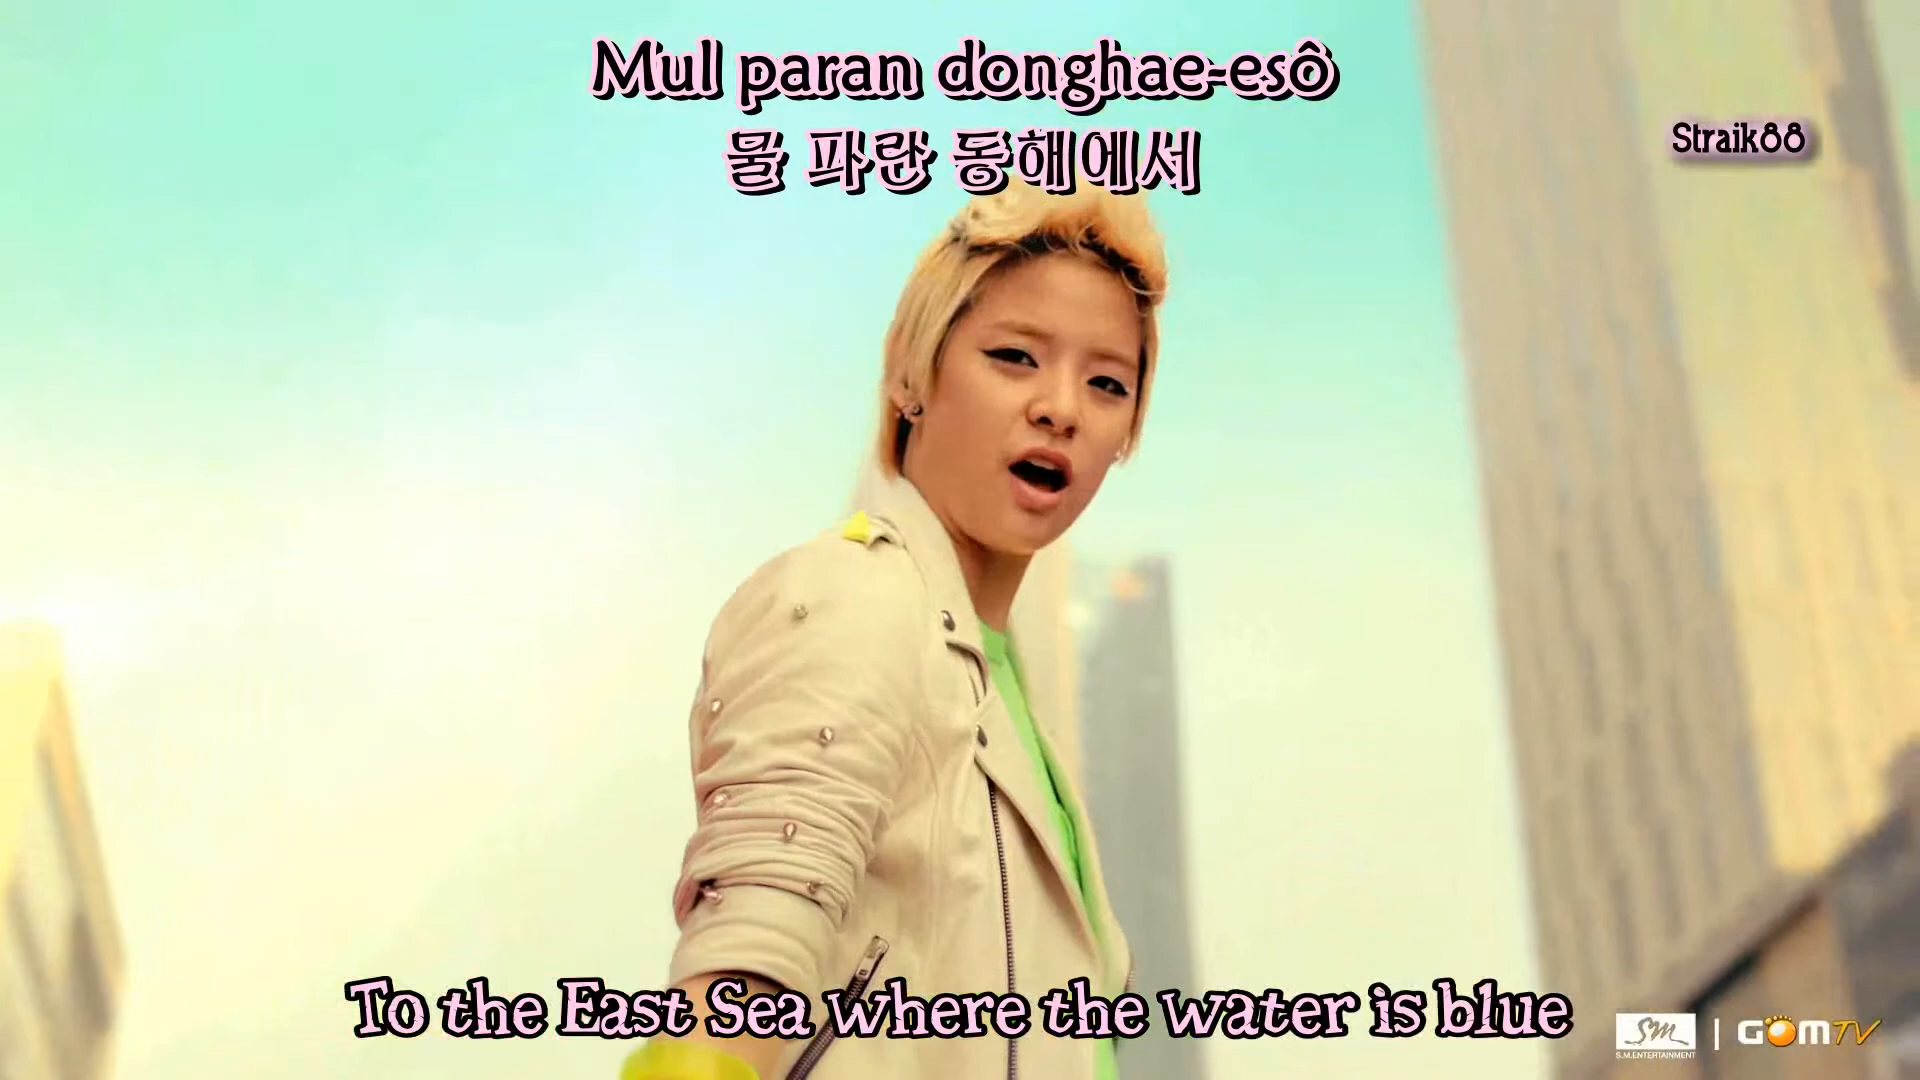 Mul paran donghae-esô
물 파란 동해에서
Straik88
To the East Sea where the water is blue
SM
S.M.ENTERTAINMENT
|
GOMTV